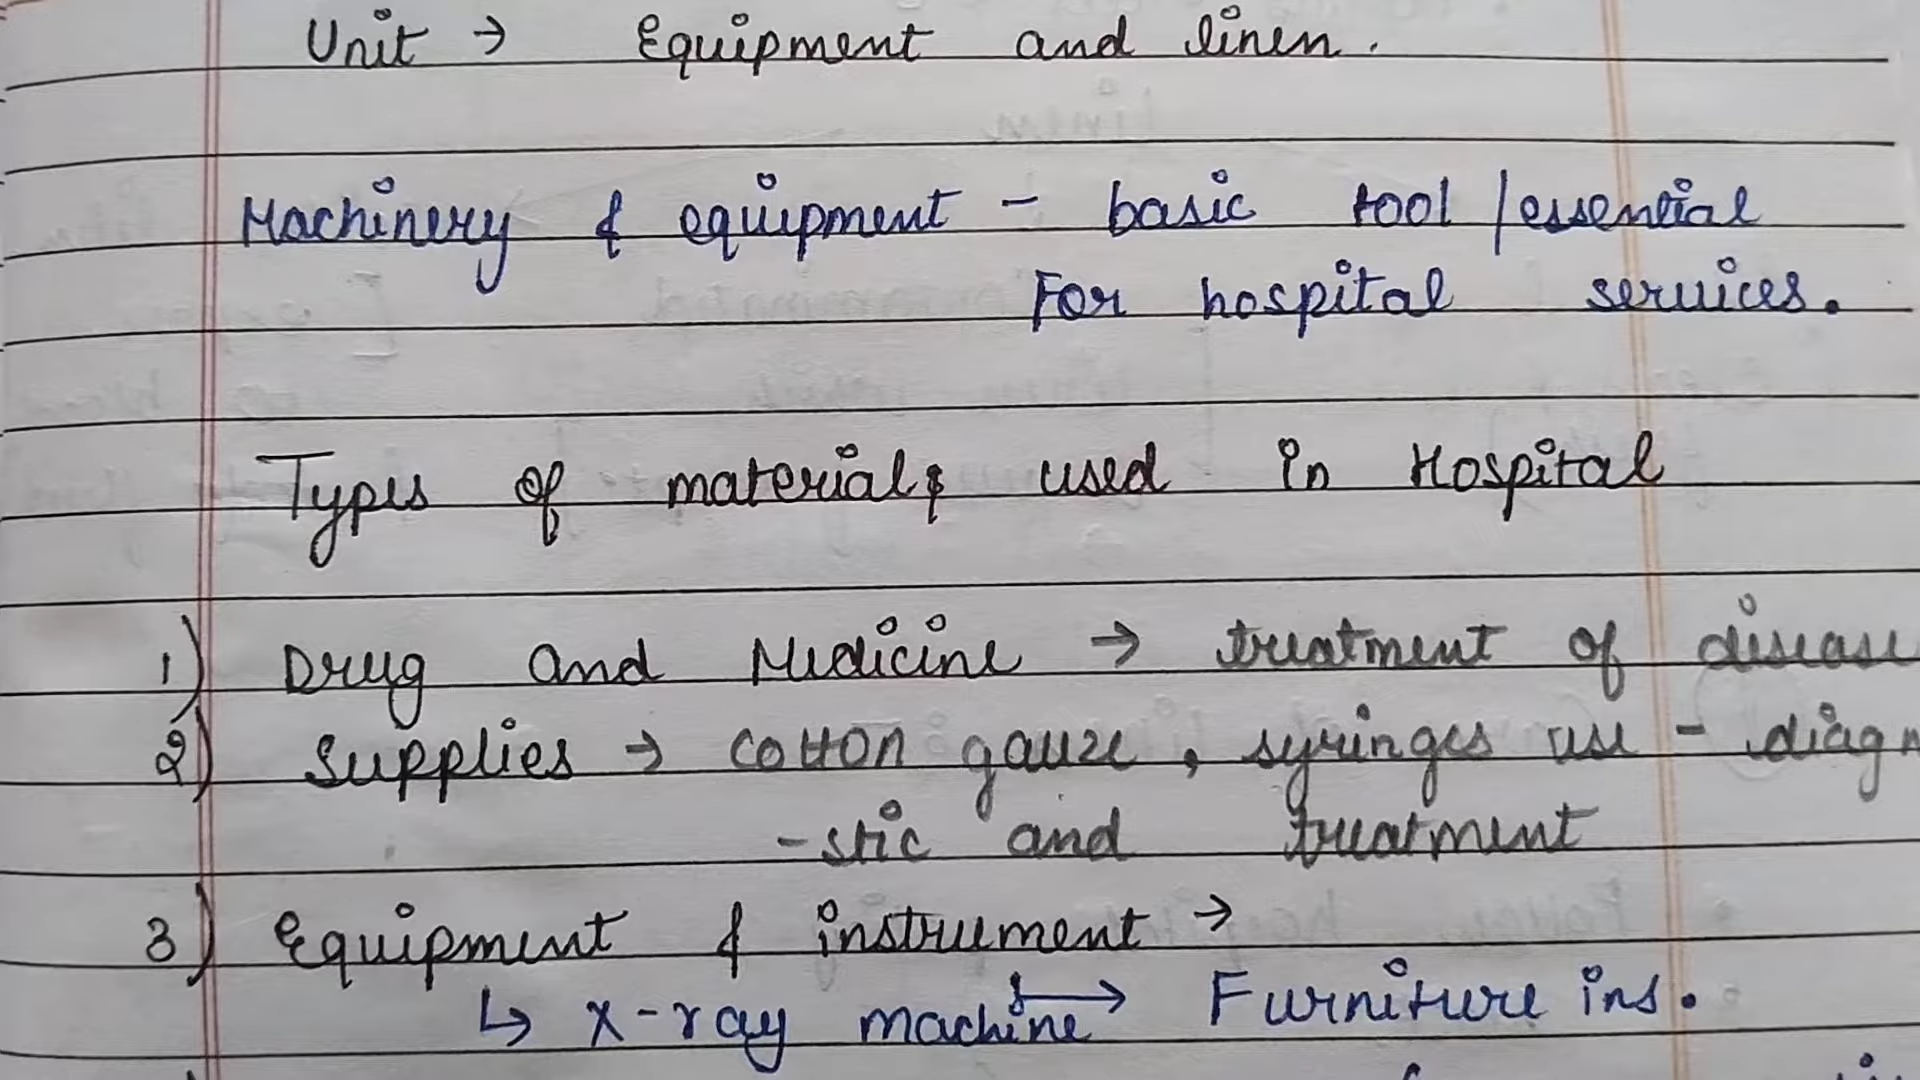 Unit → Equipment and linen.
Machinery & equipment - basic tool/essential
For hospital services.
Types of materials used in Hospital
1) Drug and Medicine → treatment of disease
2) Supplies → cotton gauze, syringes use - diagn
-stic and treatment
3) Equipment & instrument →
↳ x-ray machine → Furniture ins.